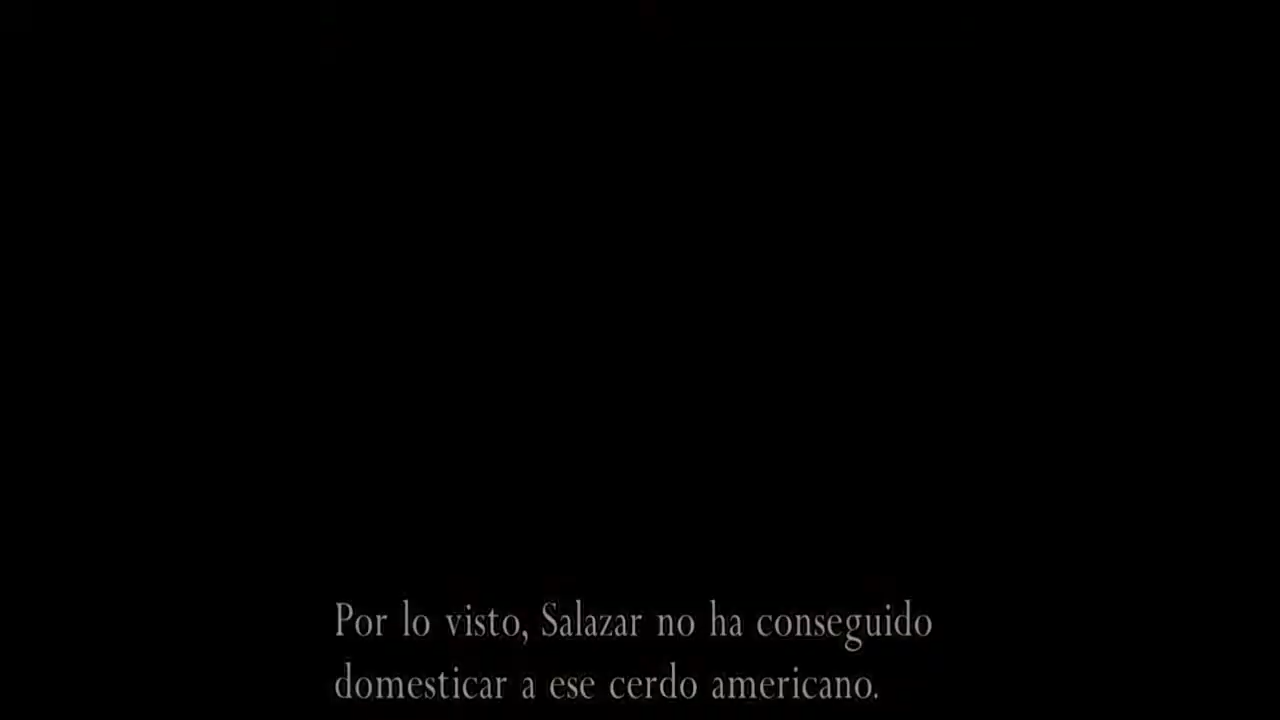 Por lo visto, Salazar no ha conseguido
domesticar a ese cerdo americano.